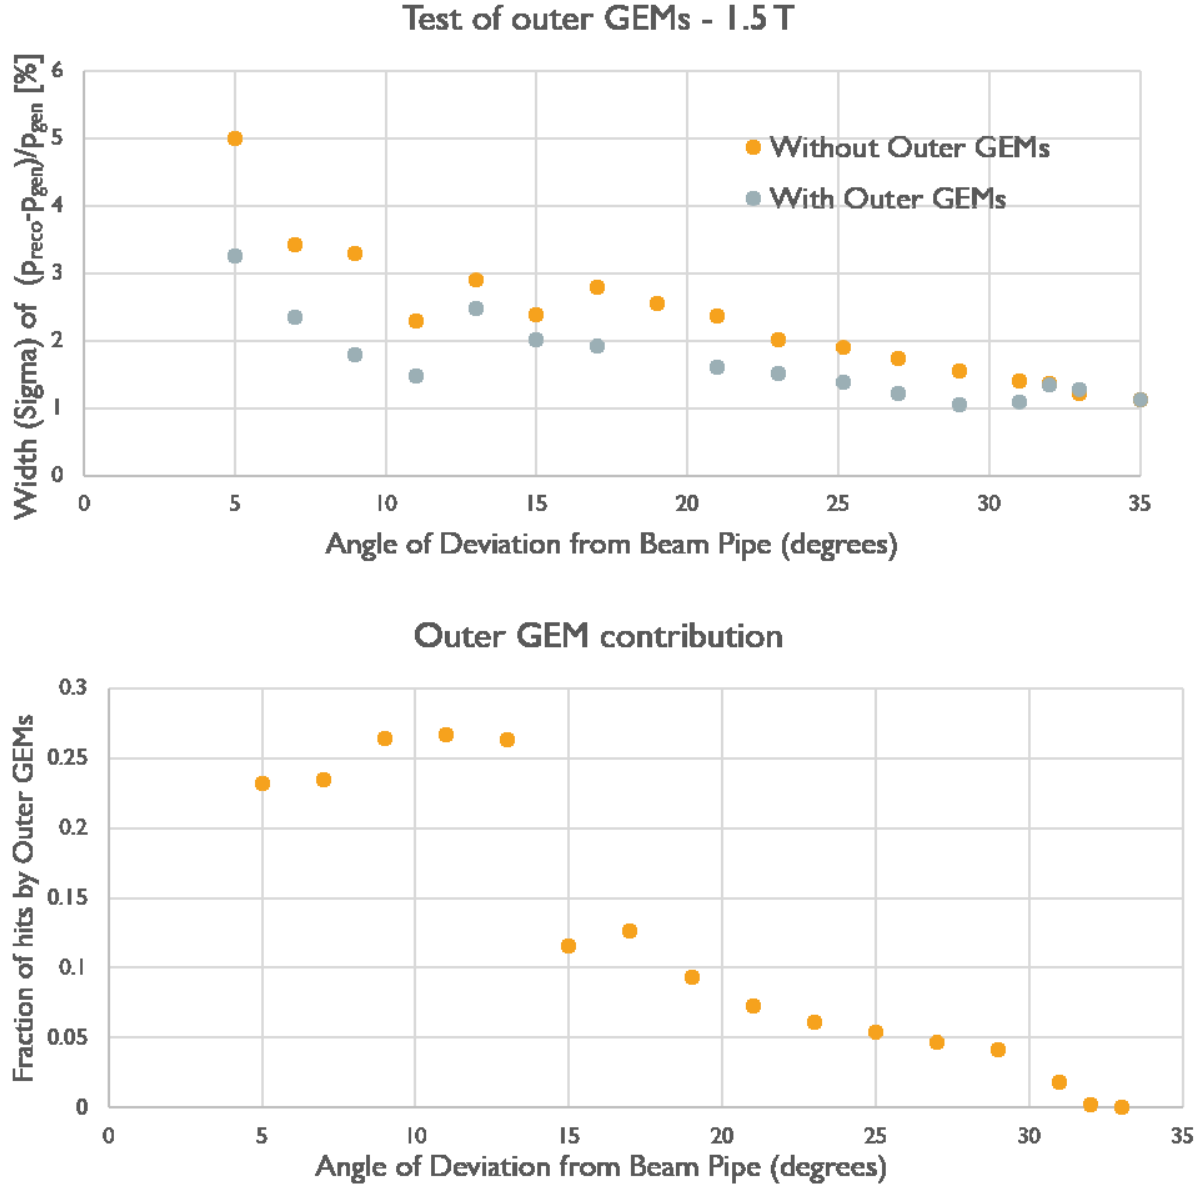 Test of outer GEMs - 1.5 T
Width (Sigma) of (preco-pgen)/pgen [%]
6
5
4
3
2
1
0
Without Outer GEMs
With Outer GEMs
0 5 10 15 20 25 30 35
Angle of Deviation from Beam Pipe (degrees)
Outer GEM contribution
Fraction of hits by Outer GEMs
0.3
0.25
0.2
0.15
0.1
0.05
0
0 5 10 15 20 25 30 35
Angle of Deviation from Beam Pipe (degrees)